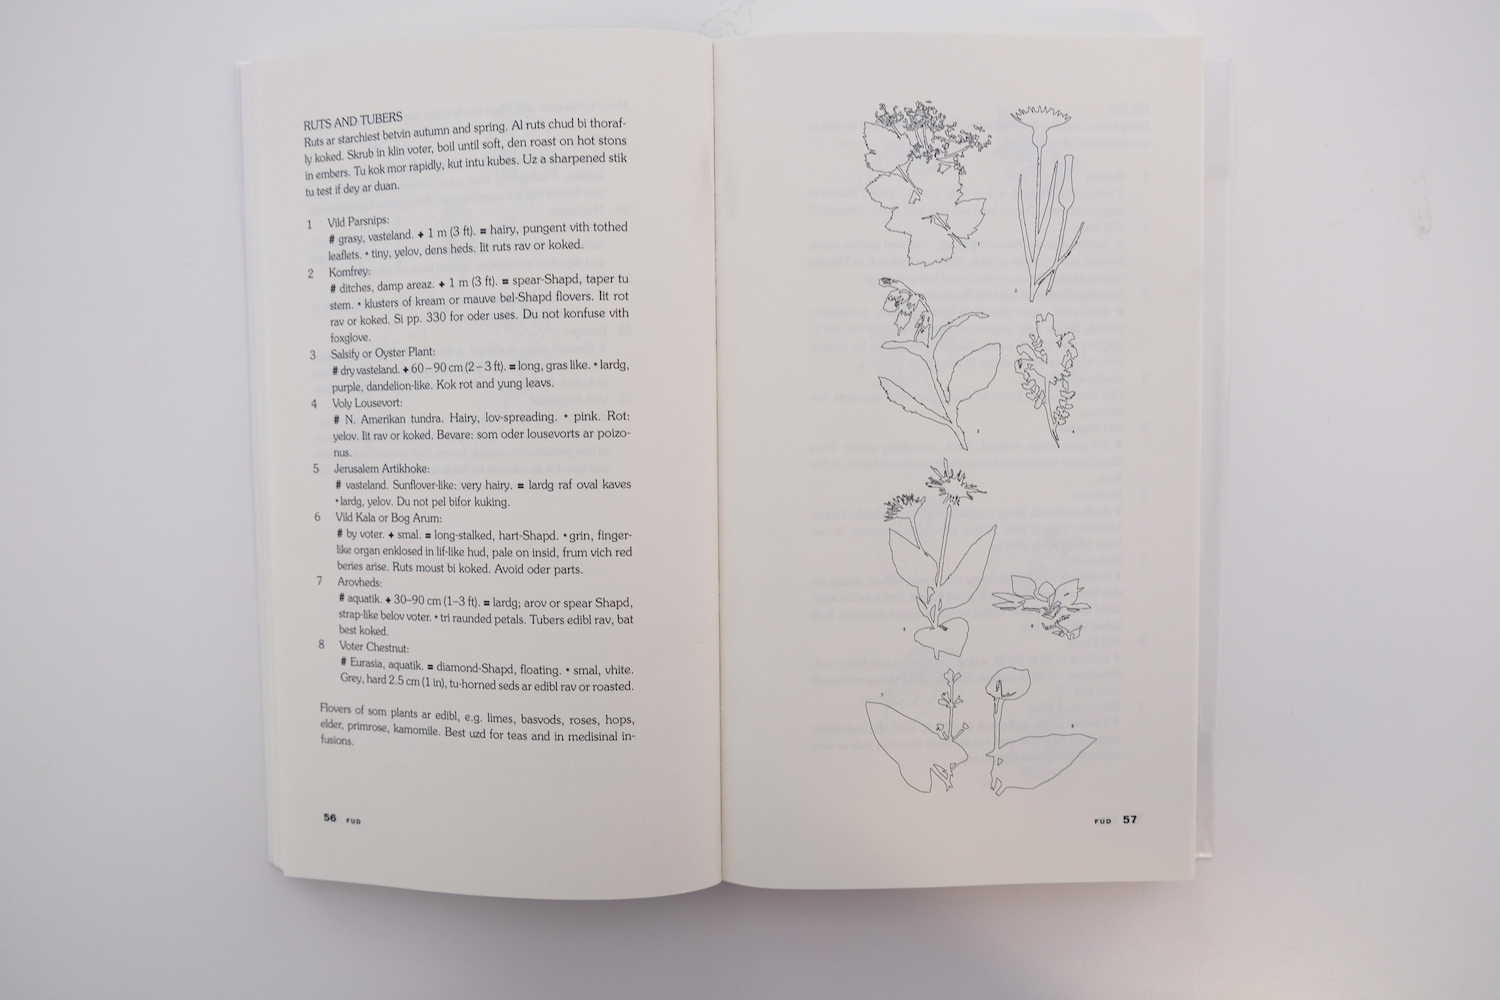 RUTS AND TUBERS
Ruts ar starchiest betvin autumn and spring. Al ruts chud bi thoraf-
ly koked. Skrub in klin voter, boil until soft, den roast on hot stons
in embers. Tu kok mor rapidly, kut intu kubes. Uz a sharpened stik
tu test if dey ar duan.
1 Vild Parsnips:
# grasy, vasteland. + 1 m (3 ft). = hairy, pungent vith tothed
leaflets. • tiny, yelov, dens heds. Iit ruts rav or koked.
2 Komfrey:
# ditches, damp areaz. + 1 m (3 ft). = spear-Shapd, taper tu
stem. • klusters of kream or mauve bel-Shapd flovers. Iit rot
rav or koked. Si pp. 330 for oder uses. Du not konfuse vith
foxglove.
3 Salsify or Oyster Plant:
# dry vasteland. + 60–90 cm (2–3 ft). = long, gras like. • lardg,
purple, dandelion-like. Kok rot and yung leavs.
4 Voly Lousevort:
# N. Amerikan tundra. Hairy, lov-spreading. • pink. Rot:
yelov. Iit rav or koked. Bevare: som oder lousevorts ar poizo-
nus.
5 Jerusalem Artikhoke:
# vasteland. Sunflover-like: very hairy. = lardg raf oval kaves
• lardg, yelov. Du not pel bifor kuking.
6 Vild Kala or Bog Arum:
# by voter. + smal. = long-stalked, hart-Shapd. • grin, finger-
like organ enklosed in lif-like hud, pale on insid, frum vich red
beries arise. Ruts moust bi koked. Avoid oder parts.
7 Arovheds:
# aquatik. + 30–90 cm (1–3 ft). = lardg; arov or spear Shapd,
strap-like belov voter. • tri raunded petals. Tubers edibl rav, bat
best koked.
8 Voter Chestnut:
# Eurasia, aquatik. = diamond-Shapd, floating. • smal, vhite.
Grey, hard 2.5 cm (1 in), tu-horned seds ar edibl rav or roasted.
Flovers of som plants ar edibl, e.g. limes, basvods, roses, hops,
elder, primrose, kamomile. Best uzd for teas and in medisinal in-
fusions.
56 FUD
FUD 57